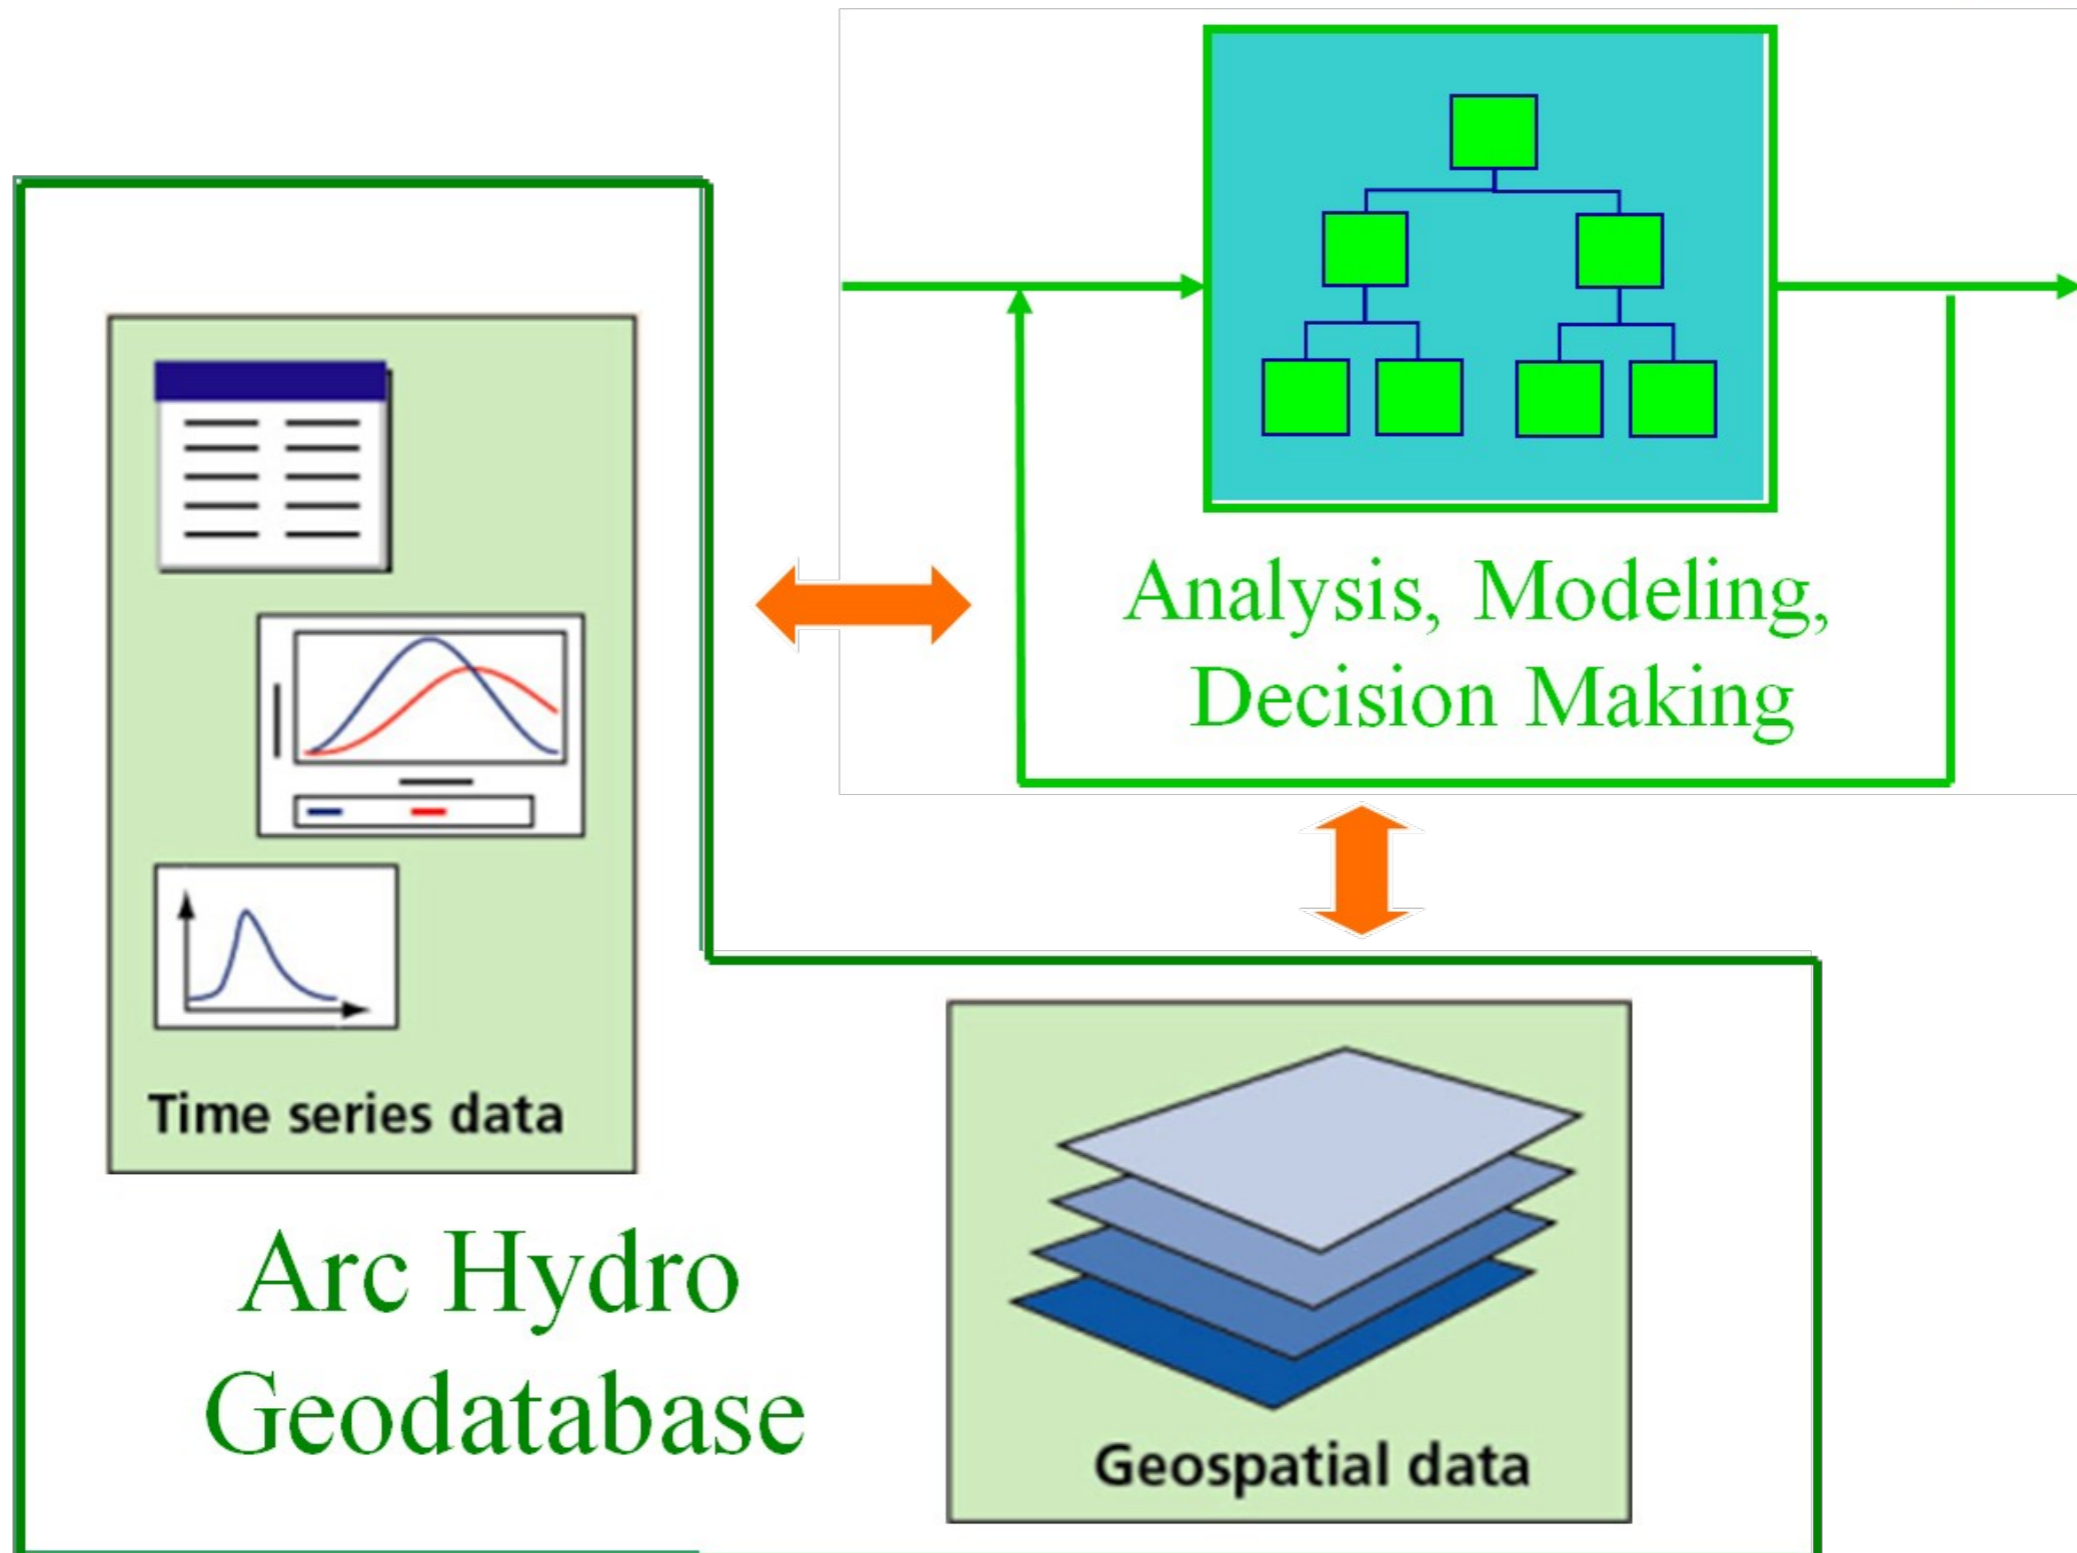 Analysis, Modeling,
Decision Making
Time series data
Arc Hydro
Geodatabase
Geospatial data